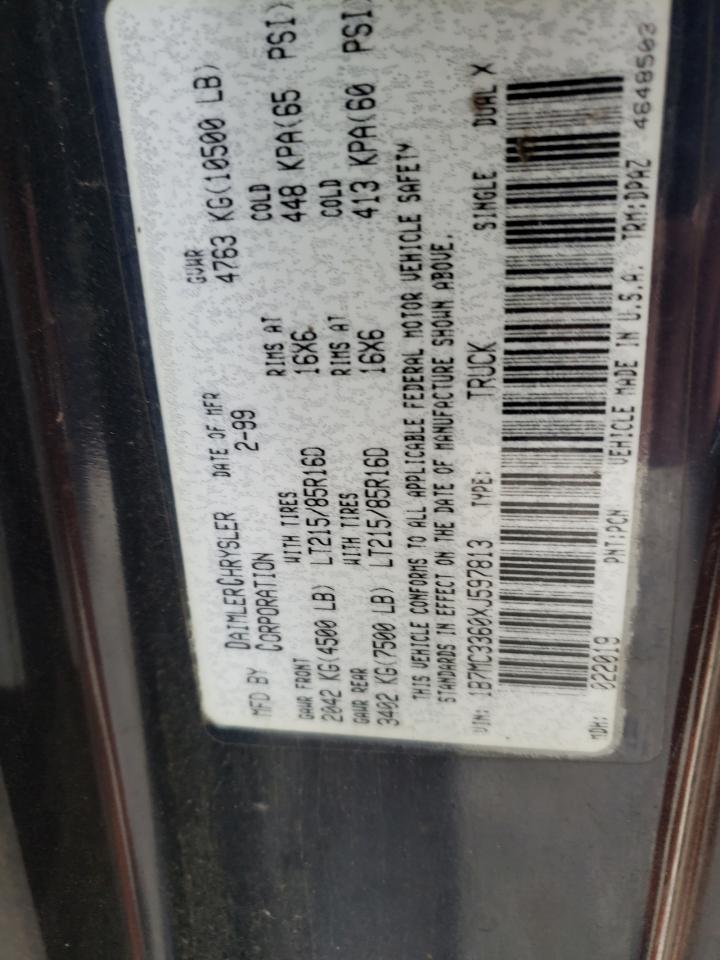 MFD BY DAIMLERCHRYSLER CORPORATION DATE OF MFR 2-99 GVWR 4763 KG(10500 LB)
GAWR FRONT WITH TIRES RIMS AT COLD
2042 KG(4500 LB) LT215/85R16D 16X6 448 KPA(65 PSI)
GAWR REAR WITH TIRES RIMS AT COLD
3402 KG(7500 LB) LT215/85R16D 16X6 413 KPA(60 PSI)
THIS VEHICLE CONFORMS TO ALL APPLICABLE FEDERAL MOTOR VEHICLE SAFETY
STANDARDS IN EFFECT ON THE DATE OF MANUFACTURE SHOWN ABOVE.
VIN: 1B7MC3360XJ597813 TYPE: TRUCK SINGLE DUAL X
MDH: 022019 PNT:PCN VEHICLE MADE IN U.S.A. TRM:DPAZ 4648503